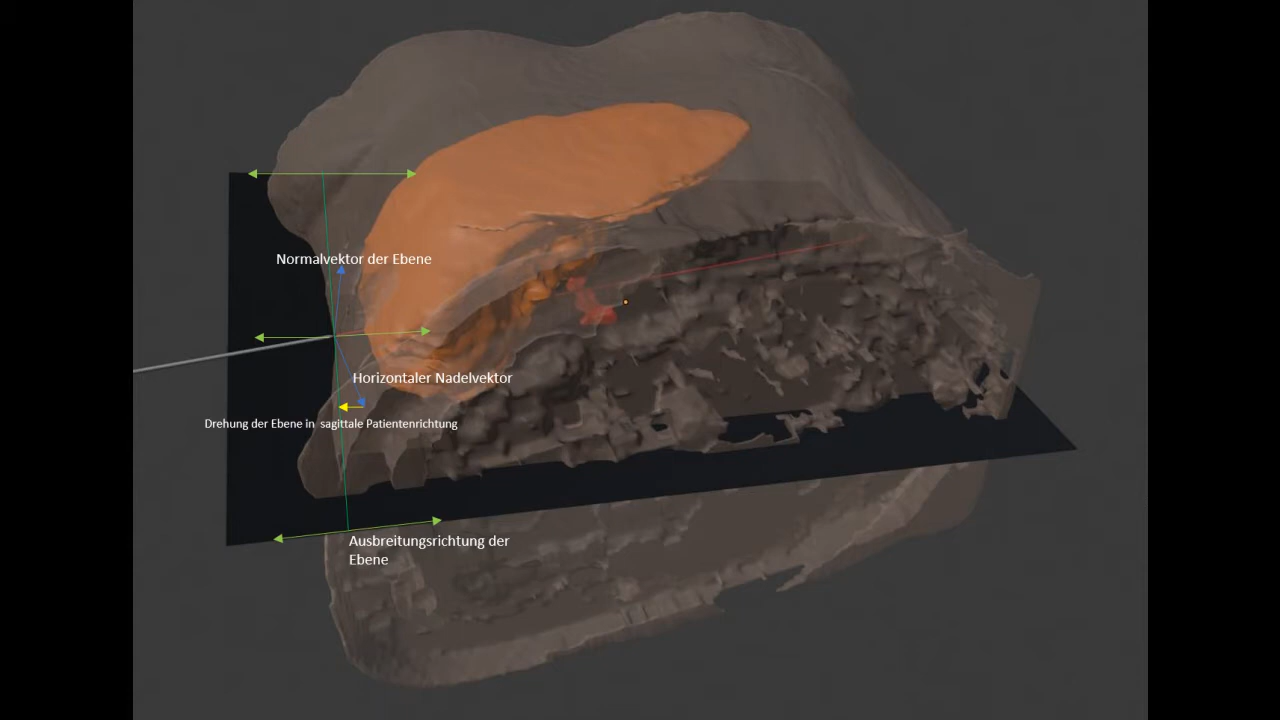 Normalvektor der Ebene
Horizontaler Nadelvektor
Drehung der Ebene in sagittale Patientenrichtung
Ausbreitungsrichtung der
Ebene